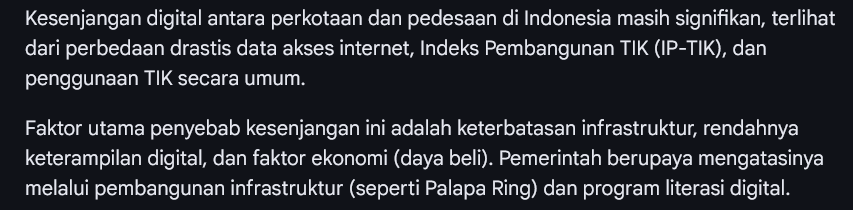 Kesenjangan digital antara perkotaan dan pedesaan di Indonesia masih signifikan, terlihat
dari perbedaan drastis data akses internet, Indeks Pembangunan TIK (IP-TIK), dan
penggunaan TIK secara umum.
Faktor utama penyebab kesenjangan ini adalah keterbatasan infrastruktur, rendahnya
keterampilan digital, dan faktor ekonomi (daya beli). Pemerintah berupaya mengatasinya
melalui pembangunan infrastruktur (seperti Palapa Ring) dan program literasi digital.